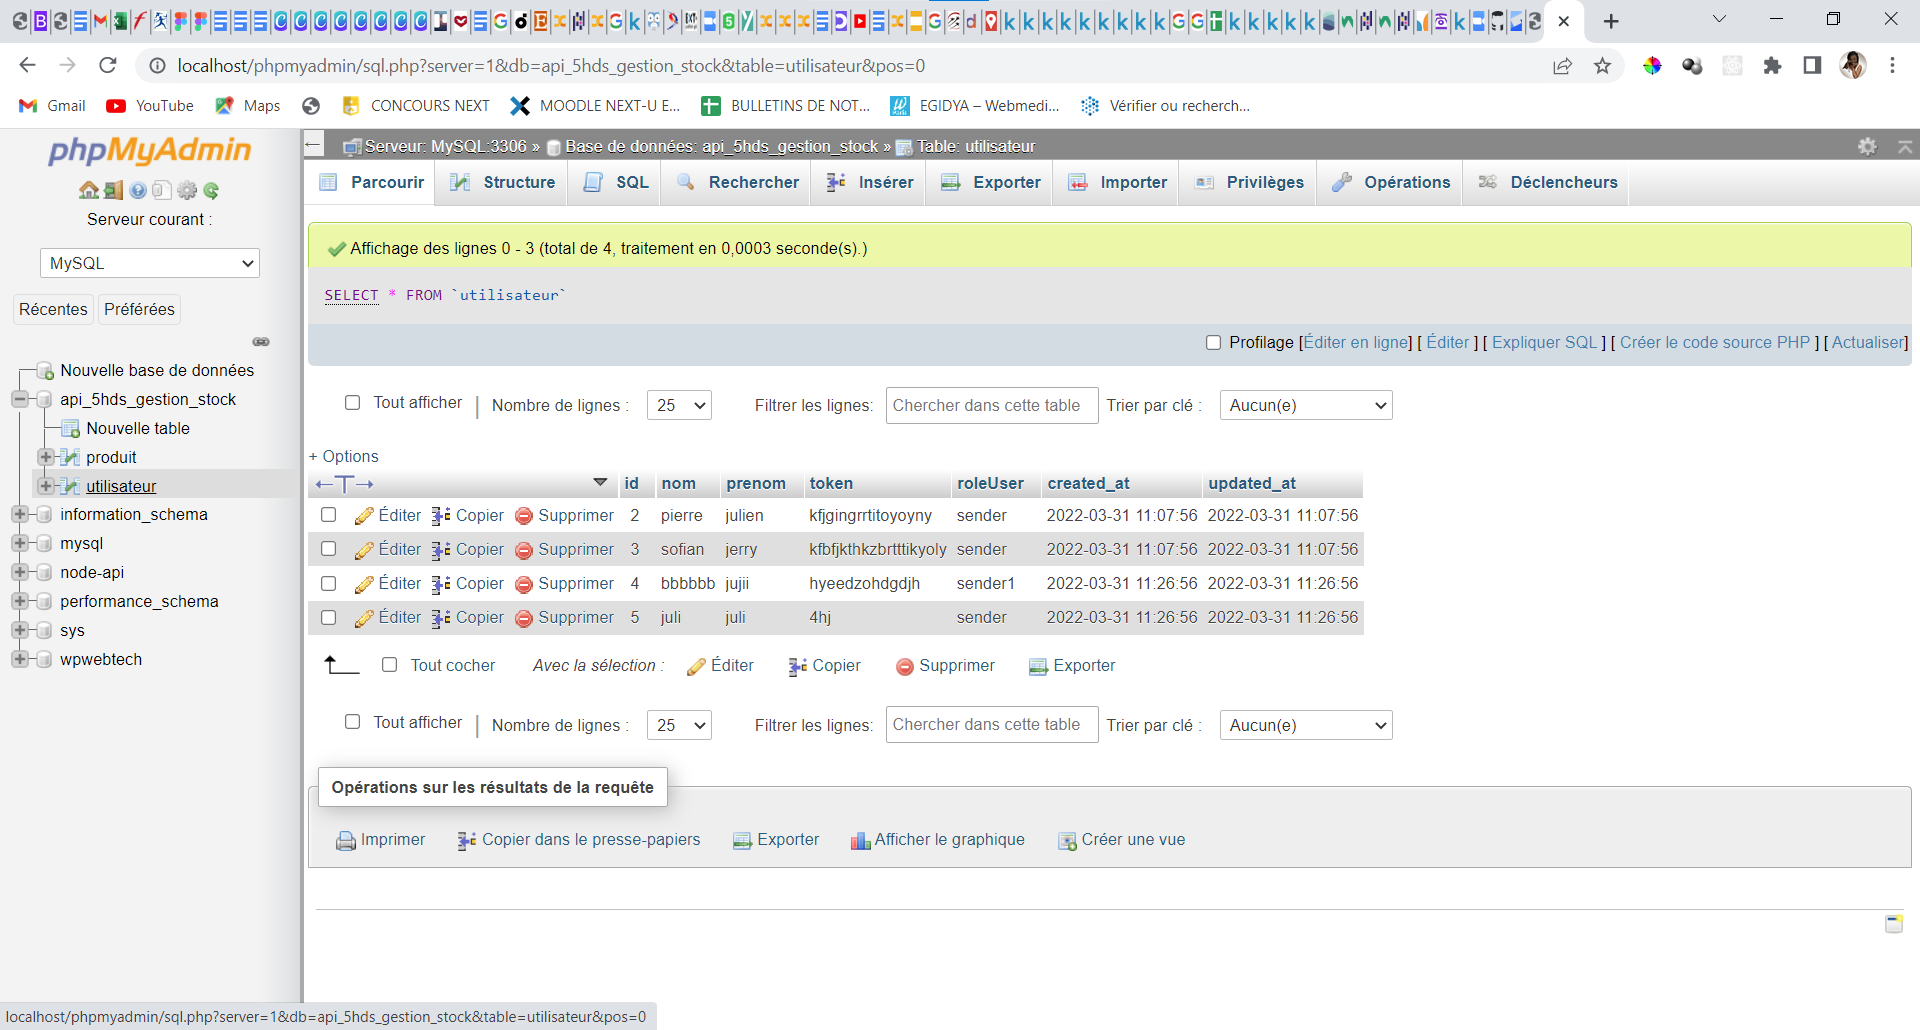 localhost/phpmyadmin/sql.php?server=1&db=api_5hds_gestion_stock&table=utilisateur&pos=0
Gmail YouTube Maps CONCOURS NEXT MOODLE NEXT-U E... BULLETINS DE NOT... EGIDYA – Webmedi... Vérifier ou recherch...
phpMyAdmin
Serveur courant :
MySQL
Récentes Préférées
Nouvelle base de données
api_5hds_gestion_stock
Nouvelle table
produit
utilisateur
information_schema
mysql
node-api
performance_schema
sys
wpwebtech
Serveur: MySQL:3306 » Base de données: api_5hds_gestion_stock » Table: utilisateur
Parcourir Structure SQL Rechercher Insérer Exporter Importer Privilèges Opérations Déclencheurs
Affichage des lignes 0 - 3 (total de 4, traitement en 0,0003 seconde(s).)
SELECT * FROM `utilisateur`
Profilage [Éditer en ligne] [ Éditer ] [ Expliquer SQL ] [ Créer le code source PHP ] [ Actualiser]
Tout afficher | Nombre de lignes : 25 Filtrer les lignes: Chercher dans cette table Trier par clé : Aucun(e)
+ Options
←T→ id nom prenom token roleUser created_at updated_at
Éditer Copier Supprimer 2 pierre julien kfjgingrrtitoyoyny sender 2022-03-31 11:07:56 2022-03-31 11:07:56
Éditer Copier Supprimer 3 sofian jerry kfbfjkthkzbrtttikyoly sender 2022-03-31 11:07:56 2022-03-31 11:07:56
Éditer Copier Supprimer 4 bbbbbb jujii hyeedzohdgdjh sender1 2022-03-31 11:26:56 2022-03-31 11:26:56
Éditer Copier Supprimer 5 juli juli 4hj sender 2022-03-31 11:26:56 2022-03-31 11:26:56
Tout cocher Avec la sélection : Éditer Copier Supprimer Exporter
Tout afficher | Nombre de lignes : 25 Filtrer les lignes: Chercher dans cette table Trier par clé : Aucun(e)
Opérations sur les résultats de la requête
Imprimer Copier dans le presse-papiers Exporter Afficher le graphique Créer une vue
localhost/phpmyadmin/sql.php?server=1&db=api_5hds_gestion_stock&table=utilisateur&pos=0